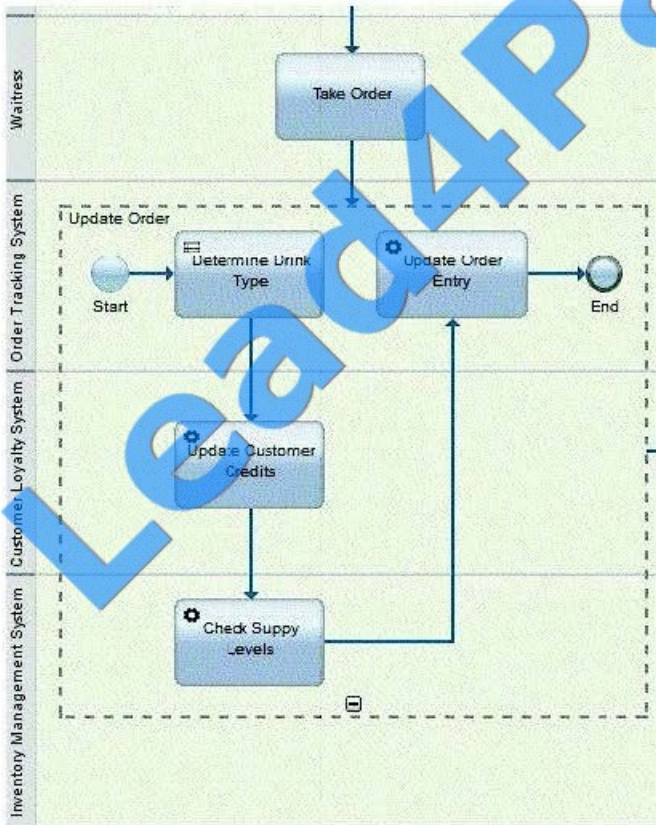 Waitress
Take Order
Order Tracking System
Update Order
Start
Determine Drink
Type
Update Order
Entry
End
Customer Loyalty System
Update Customer
Credits
Inventory Management System
Check Suppy
Levels
Lead4P